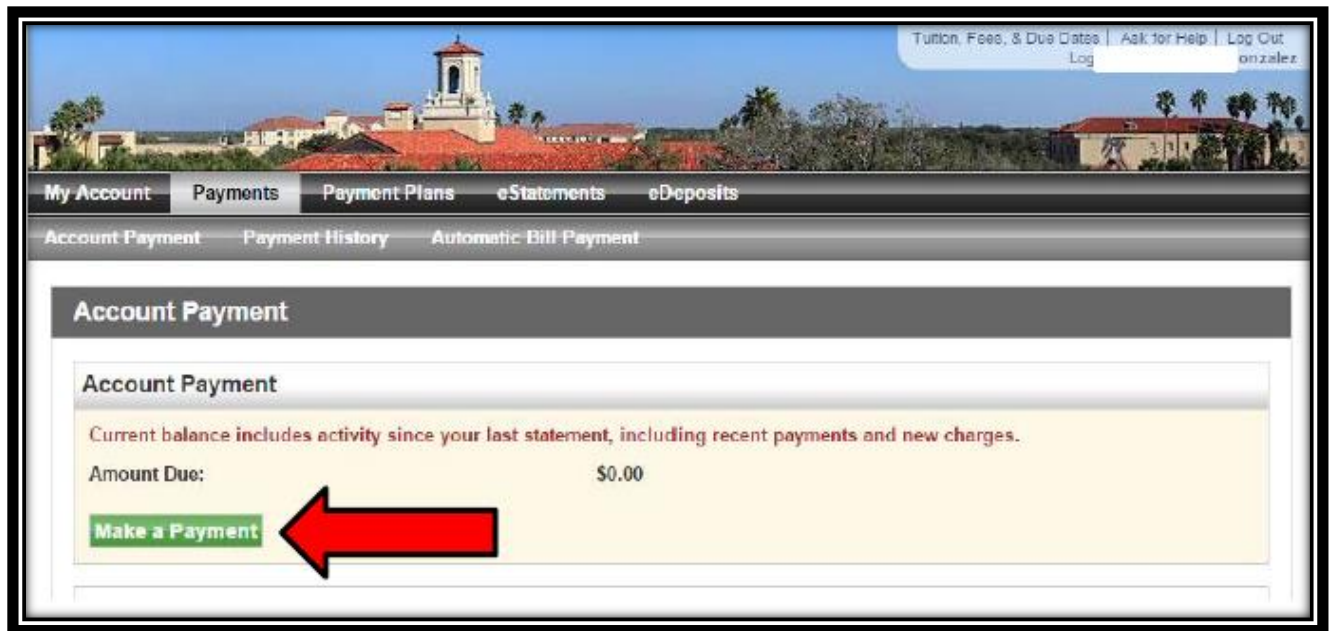 Tuition, Fees, & Due Dates | Ask for Help | Log Out
Log onzalez
My Account Payments Payment Plans eStatements eDeposits
Account Payment Payment History Automatic Bill Payment
Account Payment
Account Payment
Current balance includes activity since your last statement, including recent payments and new charges.
Amount Due: $0.00
Make a Payment